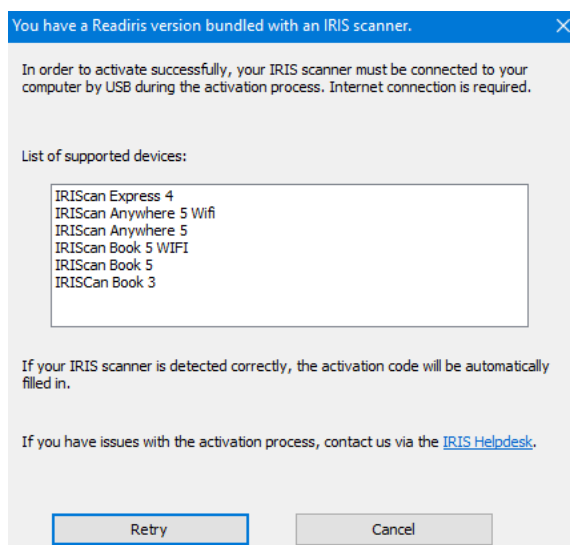 You have a Readiris version bundled with an IRIS scanner.
In order to activate successfully, your IRIS scanner must be connected to your
computer by USB during the activation process. Internet connection is required.
List of supported devices:
IRIScan Express 4
IRIScan Anywhere 5 Wifi
IRIScan Anywhere 5
IRIScan Book 5 WIFI
IRIScan Book 5
IRISCan Book 3
If your IRIS scanner is detected correctly, the activation code will be automatically
filled in.
If you have issues with the activation process, contact us via the IRIS Helpdesk.
Retry
Cancel